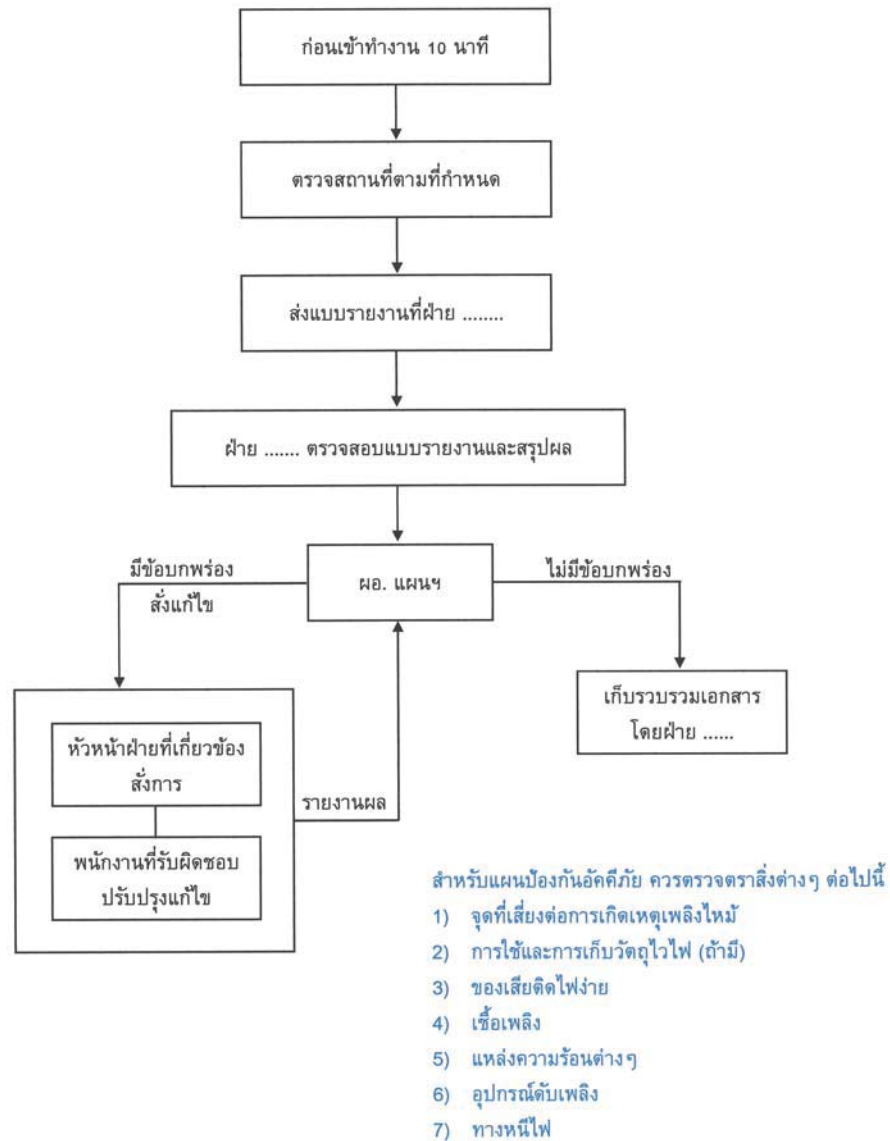 ก่อนเข้าทำงาน 10 นาที
ตรวจสถานที่ตามที่กำหนด
ส่งแบบรายงานที่ฝ่าย ........
ฝ่าย ....... ตรวจสอบแบบรายงานและสรุปผล
ผอ. แผนฯ
มีข้อบกพร่อง
สั่งแก้ไข
ไม่มีข้อบกพร่อง
เก็บรวบรวมเอกสาร
โดยฝ่าย ......
หัวหน้าฝ่ายที่เกี่ยวข้อง
สั่งการ
พนักงานที่รับผิดชอบ
ปรับปรุงแก้ไข
รายงานผล
สำหรับแผนป้องกันอัคคีภัย ควรตรวจตราสิ่งต่างๆ ต่อไปนี้
1) จุดที่เสี่ยงต่อการเกิดเหตุเพลิงไหม้
2) การใช้และการเก็บวัตถุไวไฟ (ถ้ามี)
3) ของเสียติดไฟง่าย
4) เชื้อเพลิง
5) แหล่งความร้อนต่างๆ
6) อุปกรณ์ดับเพลิง
7) ทางหนีไฟ